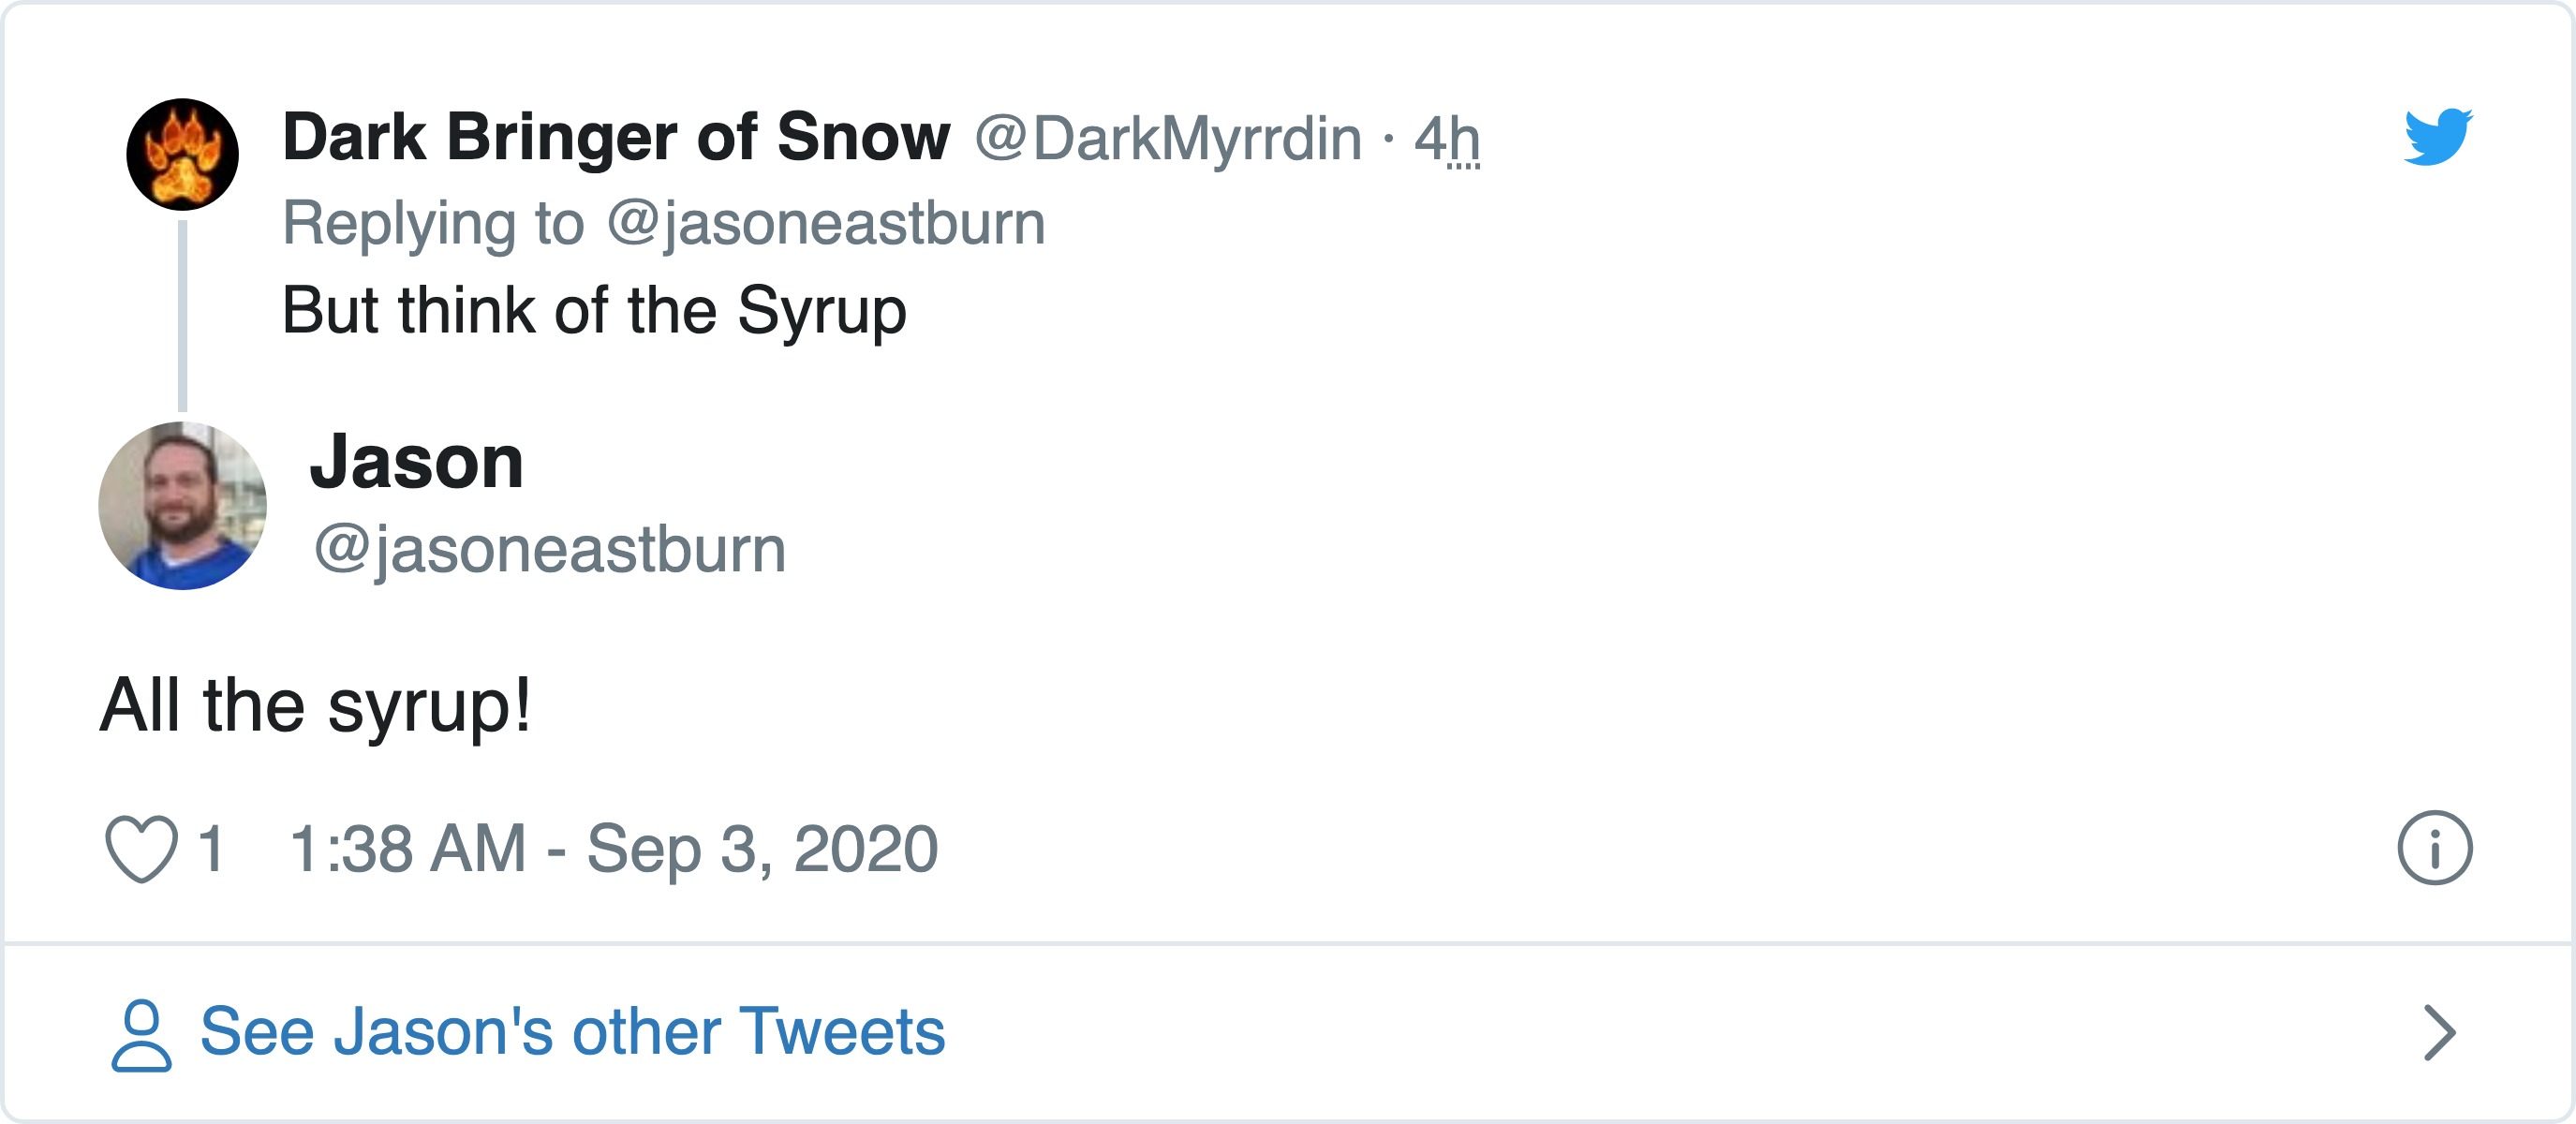 Dark Bringer of Snow @DarkMyrrdin · 4h
Replying to @jasoneastburn
But think of the Syrup
Jason
@jasoneastburn
All the syrup!
1 1:38 AM - Sep 3, 2020
See Jason's other Tweets